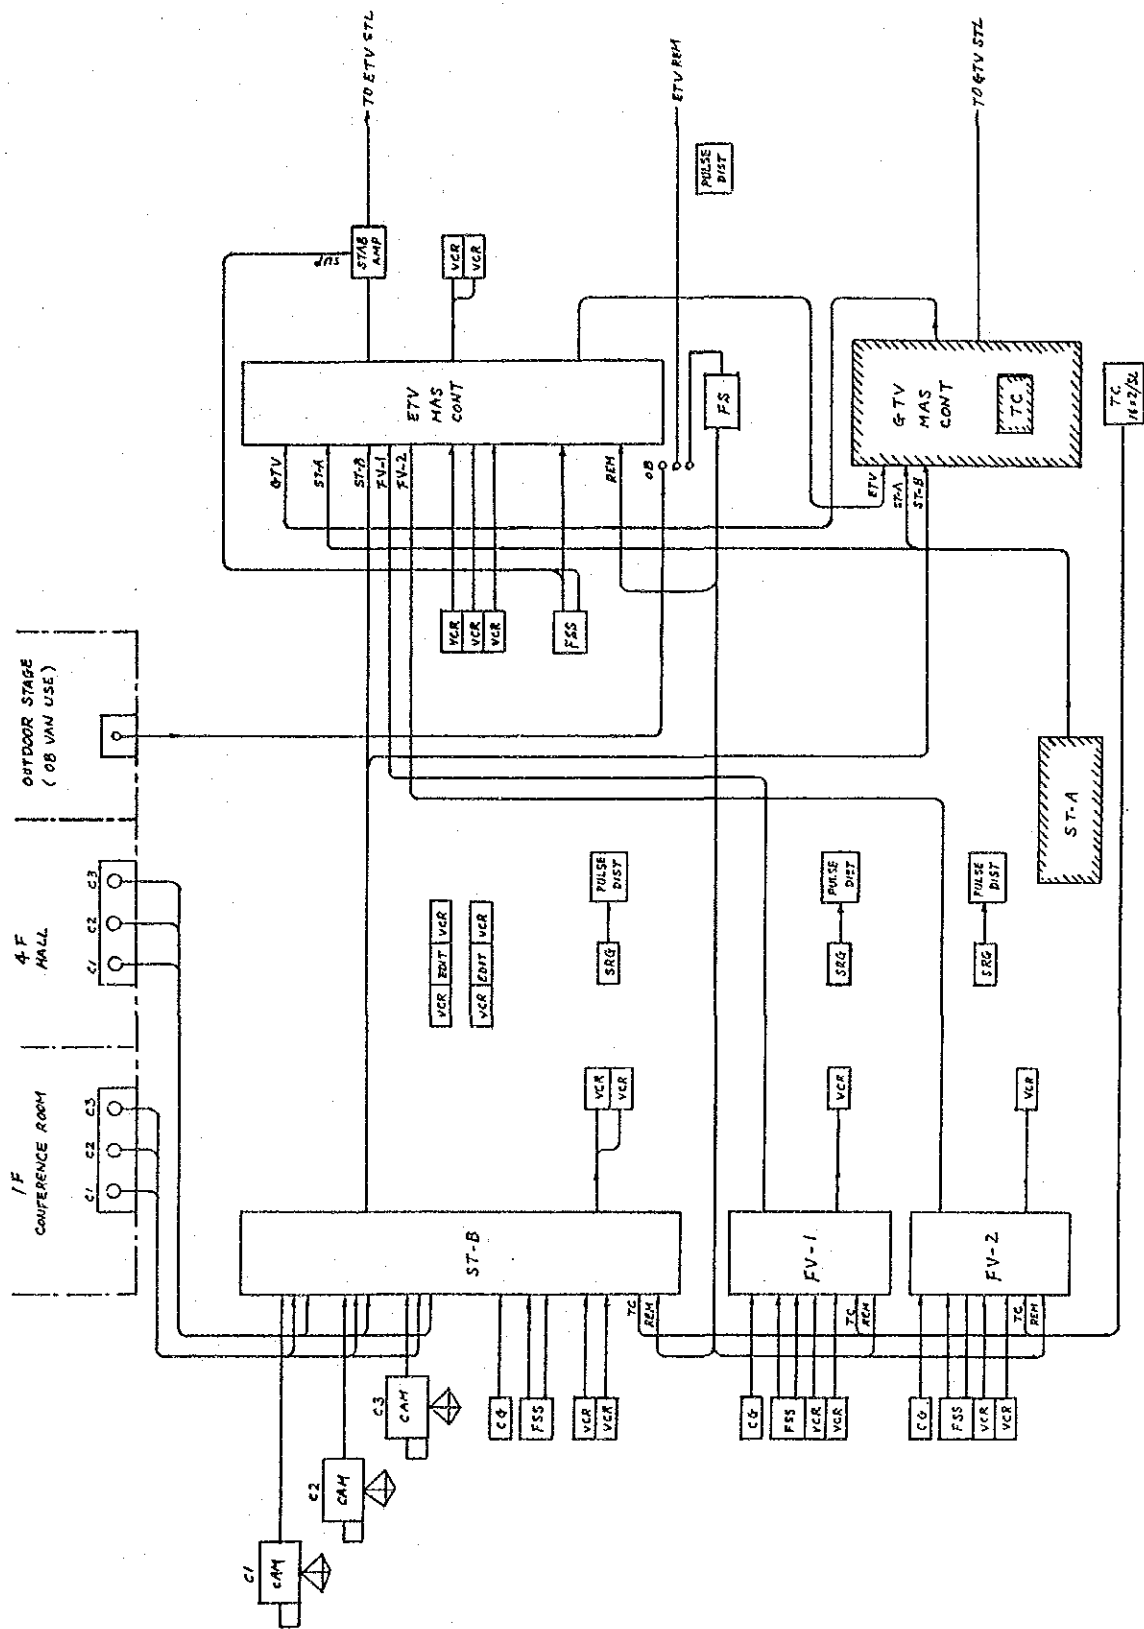 1F
CONFERENCE ROOM
C1 C2 C3
4F
HALL
C1 C2 C3
OUTDOOR STAGE
( OB VAN USE )
C1
CAM
C2
CAM
C3
CAM
CG
FSS
VCR
VCR
TC
REM
ST-B
VCR
VCR
VCR EDIT VCR
VCR EDIT VCR
SRG
PULSE
DIST
CG
FSS
VCR
VCR
TC
REM
FV-1
VCR
SRG
PULSE
DIST
CG
FSS
VCR
VCR
TC
REM
FV-2
VCR
SRG
PULSE
DIST
ST-A
VCR
VCR
VCR
FSS
GTV
ST-A
ST-B
FV-1
FV-2
REM
OB
ETV
MAS
CONT
SUP
STAB
AMP
TO ETV STL
VCR
VCR
FS
ETV REM
PULSE
DIST
ETV
ST-A
ST-B
GTV
MAS
CONT
TC
TO GTV STL
TC